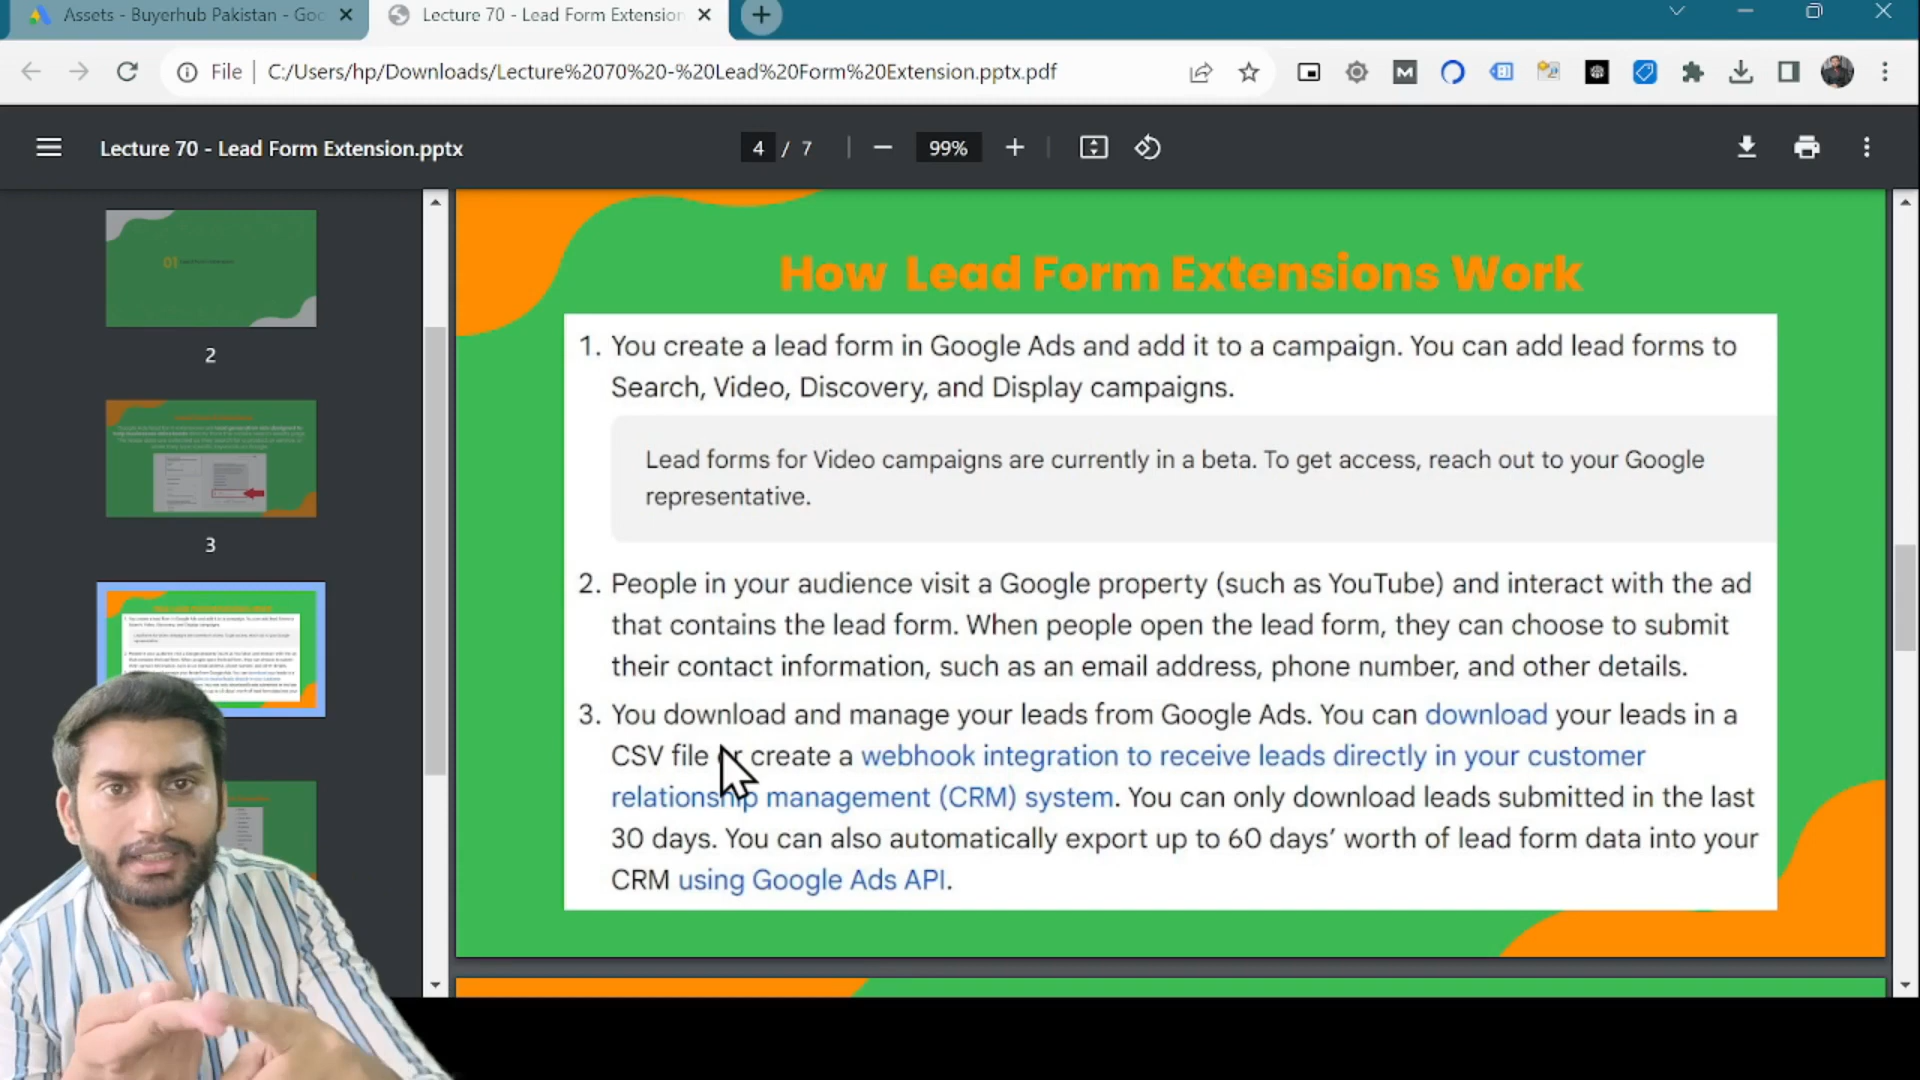 Assets - Buyerhub Pakistan - Goo
Lecture 70 - Lead Form Extension
File
C:/Users/hp/Downloads/Lecture%2070%20-%20Lead%20Form%20Extension.pptx.pdf
Lecture 70 - Lead Form Extension.pptx
4 / 7
99%
01
2
3
How Lead Form Extensions Work
1. You create a lead form in Google Ads and add it to a campaign. You can add lead forms to
Search, Video, Discovery, and Display campaigns.
Lead forms for Video campaigns are currently in a beta. To get access, reach out to your Google
representative.
2. People in your audience visit a Google property (such as YouTube) and interact with the ad
that contains the lead form. When people open the lead form, they can choose to submit
their contact information, such as an email address, phone number, and other details.
3. You download and manage your leads from Google Ads. You can download your leads in a
CSV file or create a webhook integration to receive leads directly in your customer
relationship management (CRM) system. You can only download leads submitted in the last
30 days. You can also automatically export up to 60 days’ worth of lead form data into your
CRM using Google Ads API.